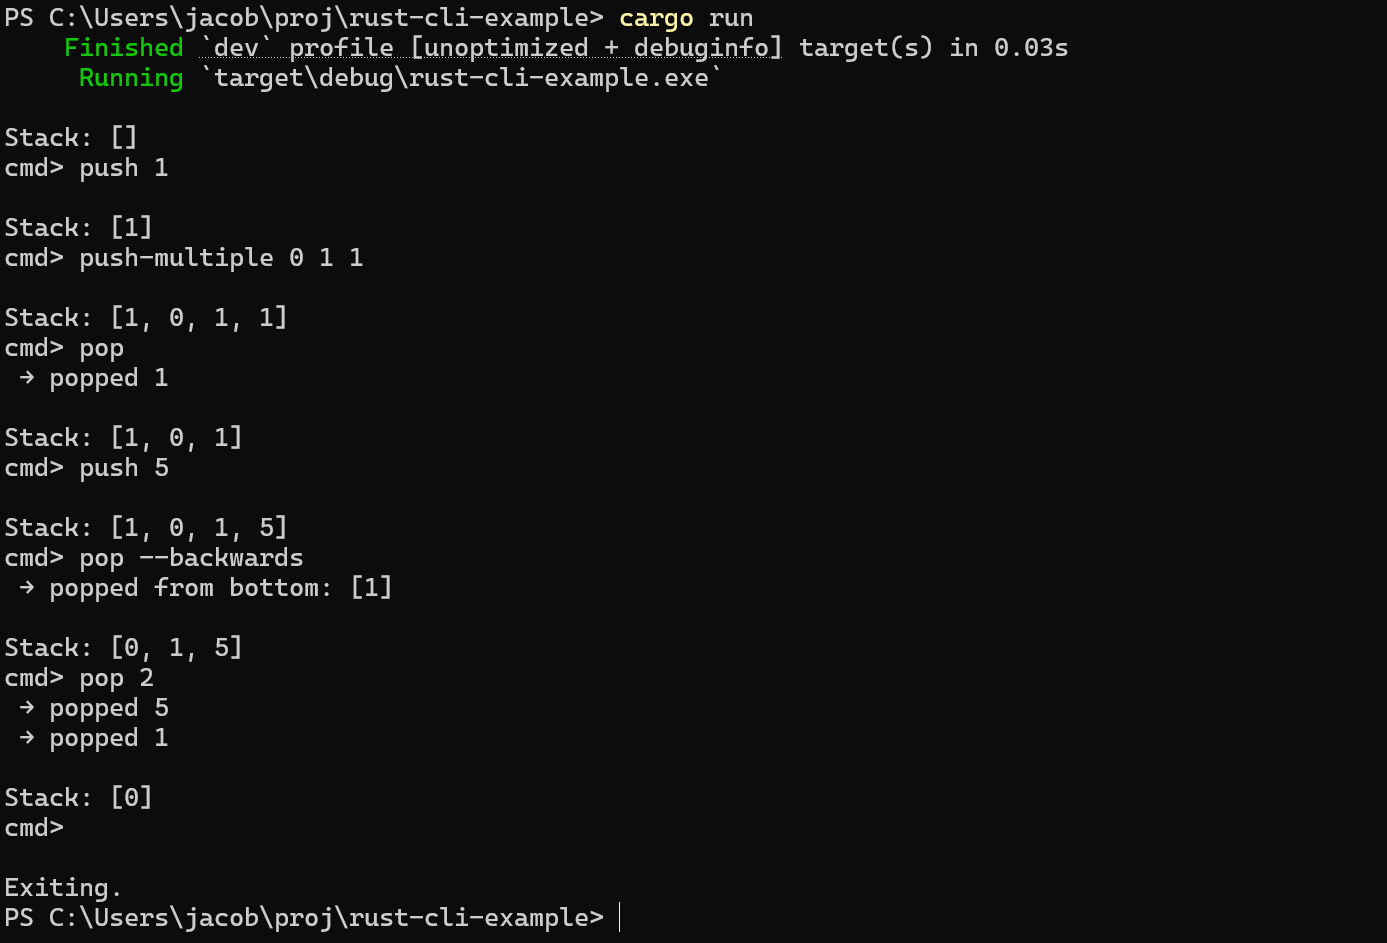 PS C:\Users\jacob\proj\rust-cli-example> cargo run
    Finished `dev` profile [unoptimized + debuginfo] target(s) in 0.03s
     Running `target\debug\rust-cli-example.exe`

Stack: []
cmd> push 1

Stack: [1]
cmd> push-multiple 0 1 1

Stack: [1, 0, 1, 1]
cmd> pop
 → popped 1

Stack: [1, 0, 1]
cmd> push 5

Stack: [1, 0, 1, 5]
cmd> pop --backwards
 → popped from bottom: [1]

Stack: [0, 1, 5]
cmd> pop 2
 → popped 5
 → popped 1

Stack: [0]
cmd>

Exiting.
PS C:\Users\jacob\proj\rust-cli-example>